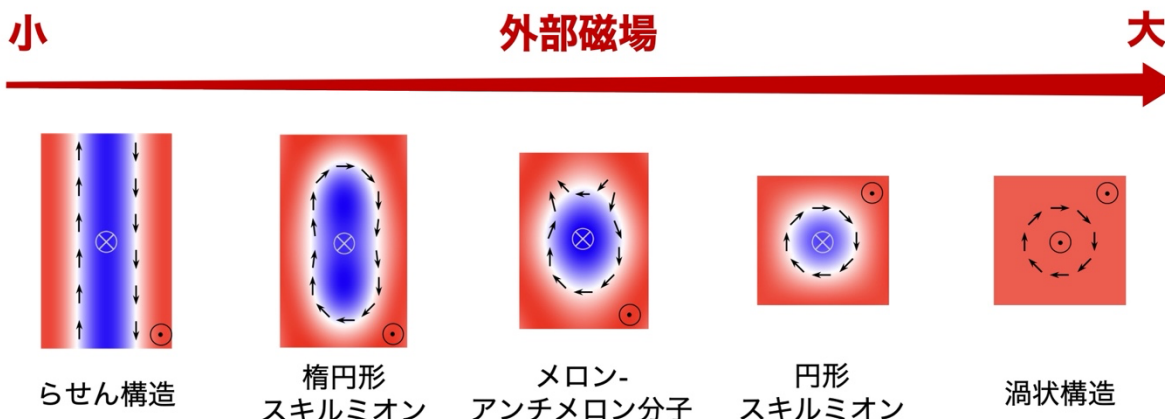 小
外部磁場
大
らせん構造
楕円形
スキルミオン
メロン-
アンチメロン分子
円形
スキルミオン
渦状構造